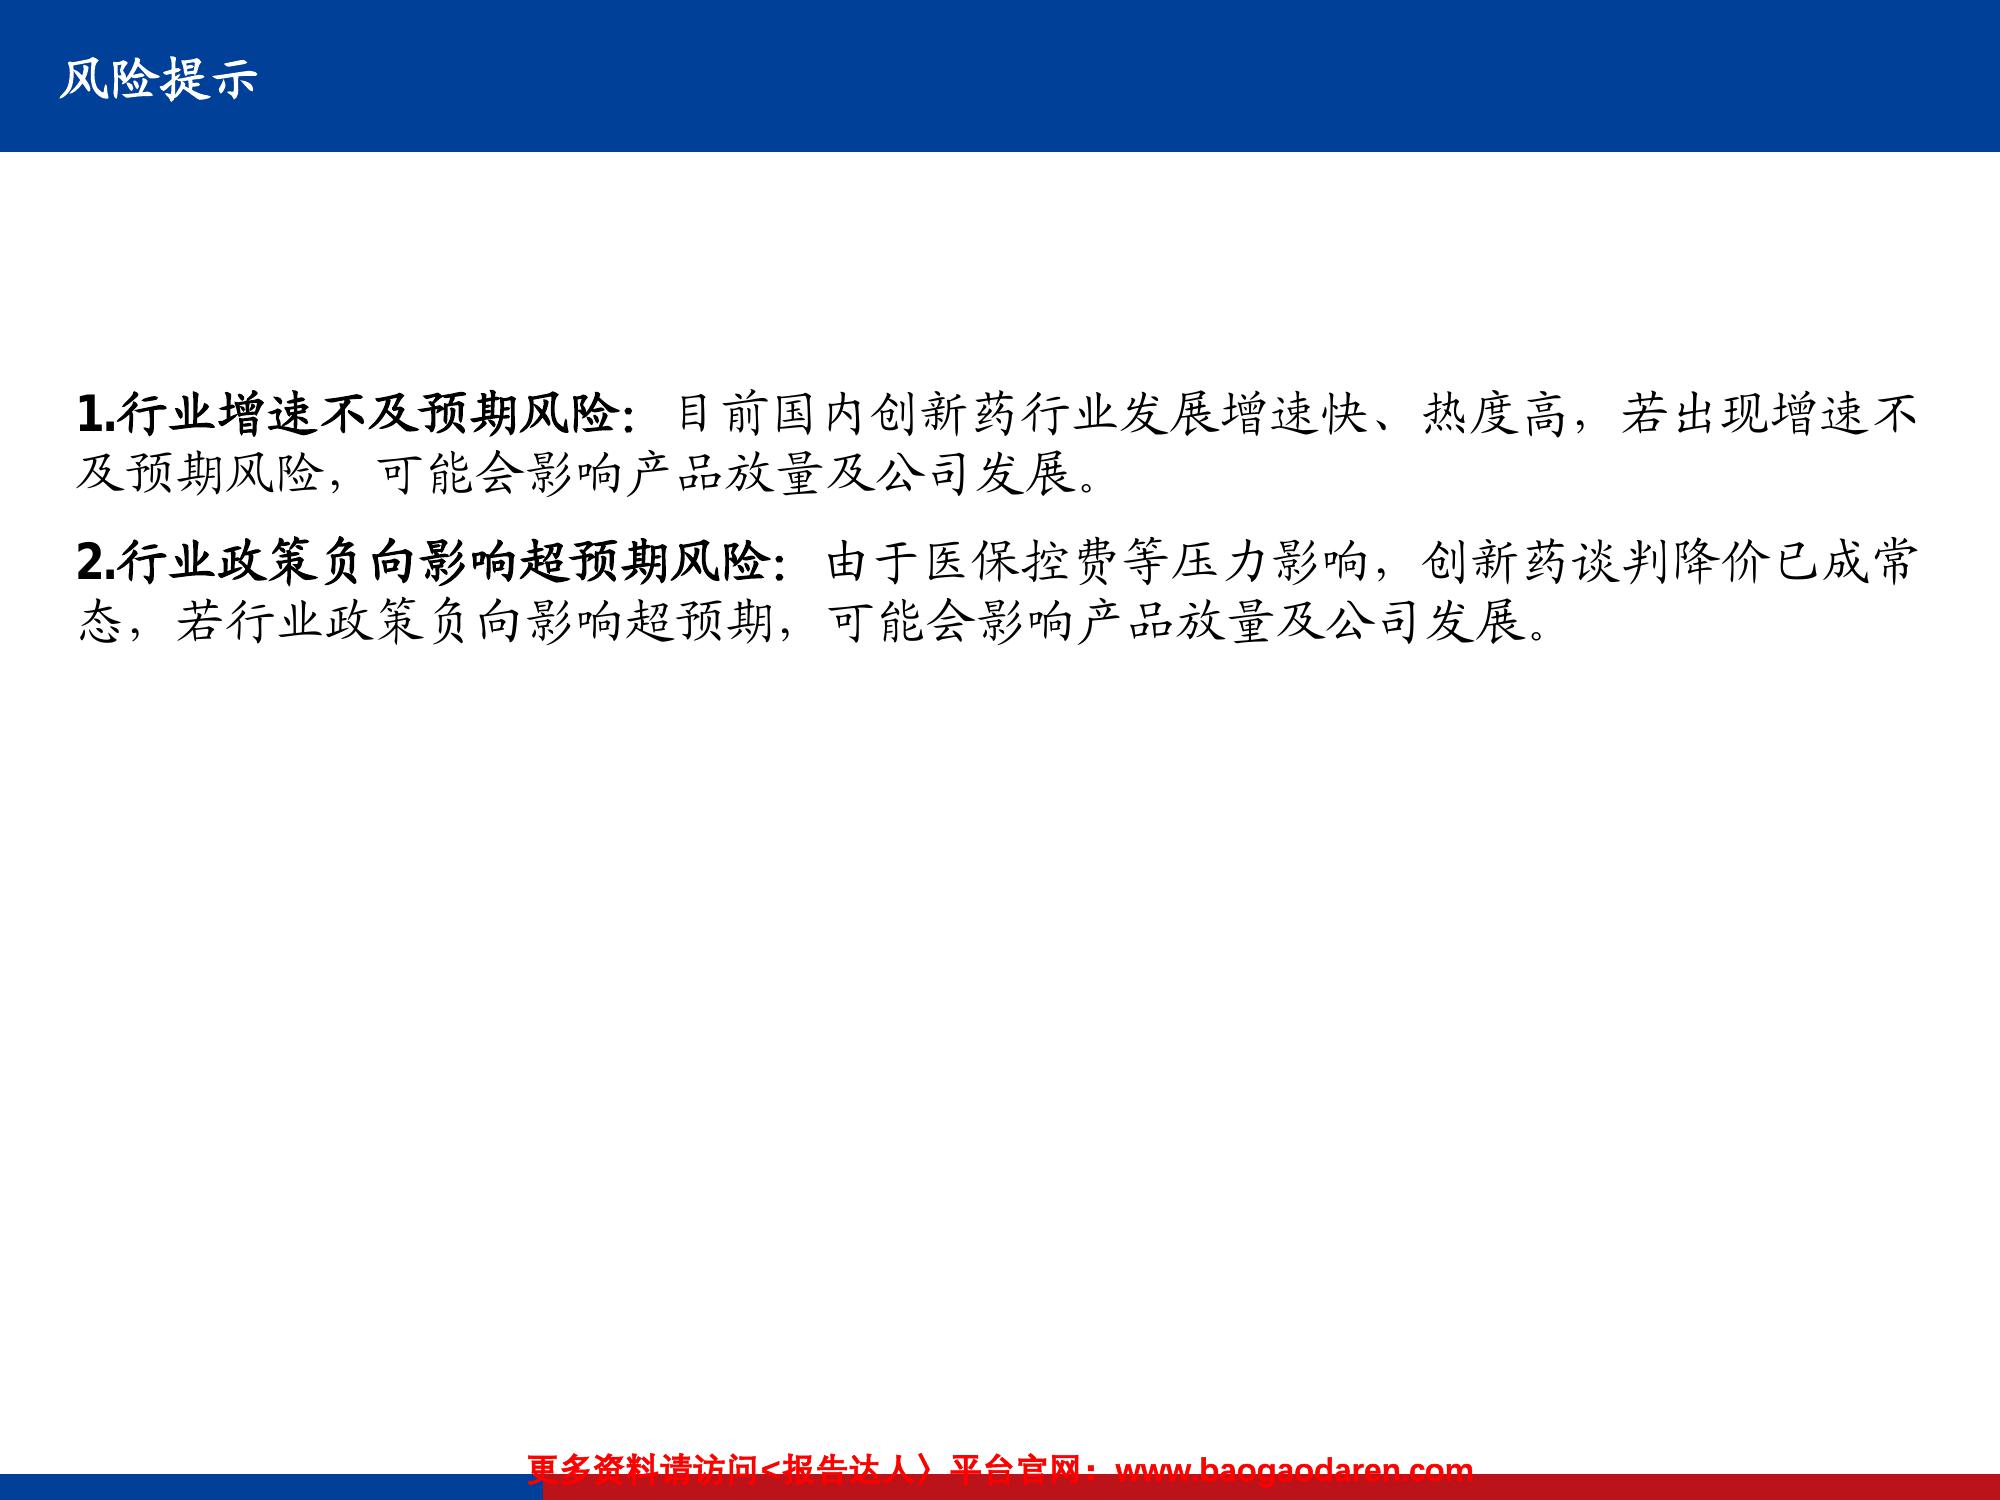 风险提示
1.行业增速不及预期风险：目前国内创新药行业发展增速快、热度高，若出现增速不
及预期风险，可能会影响产品放量及公司发展。
2.行业政策负向影响超预期风险：由于医保控费等压力影响，创新药谈判降价已成常
态，若行业政策负向影响超预期，可能会影响产品放量及公司发展。
更多资料请访问<报告达人〉平台官网：www.baogaodaren.com